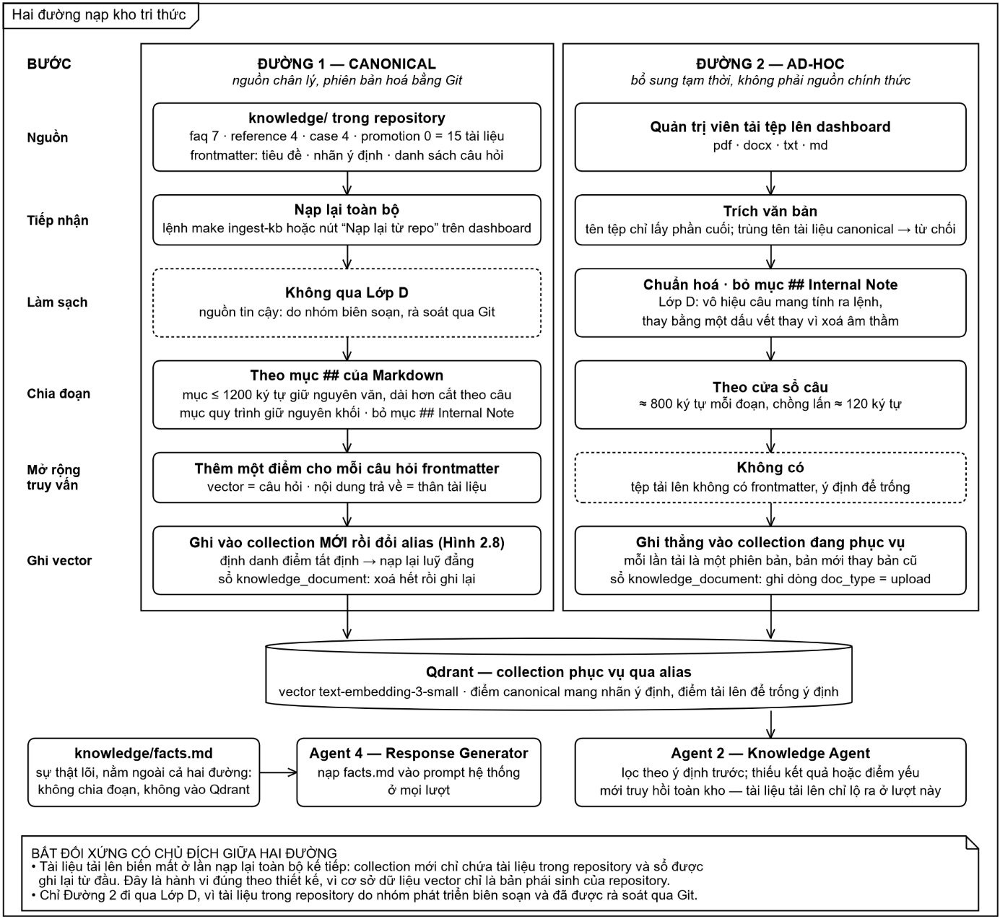 Hai đường nạp kho tri thức
BƯỚC
ĐƯỜNG 1 — CANONICAL
nguồn chân lý, phiên bản hoá bằng Git
ĐƯỜNG 2 — AD-HOC
bổ sung tạm thời, không phải nguồn chính thức
Nguồn
knowledge/ trong repository
faq 7 · reference 4 · case 4 · promotion 0 = 15 tài liệu
frontmatter: tiêu đề · nhãn ý định · danh sách câu hỏi
Quản trị viên tải tệp lên dashboard
pdf · docx · txt · md
Tiếp nhận
Nạp lại toàn bộ
lệnh make ingest-kb hoặc nút “Nạp lại từ repo” trên dashboard
Trích văn bản
tên tệp chỉ lấy phần cuối; trùng tên tài liệu canonical → từ chối
Làm sạch
Không qua Lớp D
nguồn tin cậy: do nhóm biên soạn, rà soát qua Git
Chuẩn hoá · bỏ mục ## Internal Note
Lớp D: vô hiệu câu mang tính ra lệnh,
thay bằng một dấu vết thay vì xoá âm thầm
Chia đoạn
Theo mục ## của Markdown
mục ≤ 1200 ký tự giữ nguyên văn, dài hơn cắt theo câu
mục quy trình giữ nguyên khối · bỏ mục ## Internal Note
Theo cửa sổ câu
≈ 800 ký tự mỗi đoạn, chồng lấn ≈ 120 ký tự
Mở rộng
truy vấn
Thêm một điểm cho mỗi câu hỏi frontmatter
vector = câu hỏi · nội dung trả về = thân tài liệu
Không có
tệp tải lên không có frontmatter, ý định để trống
Ghi vector
Ghi vào collection MỚI rồi đổi alias (Hình 2.8)
định danh điểm tất định → nạp lại luỹ đẳng
sổ knowledge_document: xoá hết rồi ghi lại
Ghi thẳng vào collection đang phục vụ
mỗi lần tải là một phiên bản, bản mới thay bản cũ
sổ knowledge_document: ghi dòng doc_type = upload
Qdrant — collection phục vụ qua alias
vector text-embedding-3-small · điểm canonical mang nhãn ý định, điểm tải lên để trống ý định
knowledge/facts.md
sự thật lõi, nằm ngoài cả hai đường:
không chia đoạn, không vào Qdrant
Agent 4 — Response Generator
nạp facts.md vào prompt hệ thống
ở mọi lượt
Agent 2 — Knowledge Agent
lọc theo ý định trước; thiếu kết quả hoặc điểm yếu
mới truy hồi toàn kho — tài liệu tải lên chỉ lộ ra ở lượt này
BẤT ĐỐI XỨNG CÓ CHỦ ĐÍCH GIỮA HAI ĐƯỜNG
• Tài liệu tải lên biến mất ở lần nạp lại toàn bộ kế tiếp: collection mới chỉ chứa tài liệu trong repository và sổ được
ghi lại từ đầu. Đây là hành vi đúng theo thiết kế, vì cơ sở dữ liệu vector chỉ là bản phái sinh của repository.
• Chỉ Đường 2 đi qua Lớp D, vì tài liệu trong repository do nhóm phát triển biên soạn và đã được rà soát qua Git.